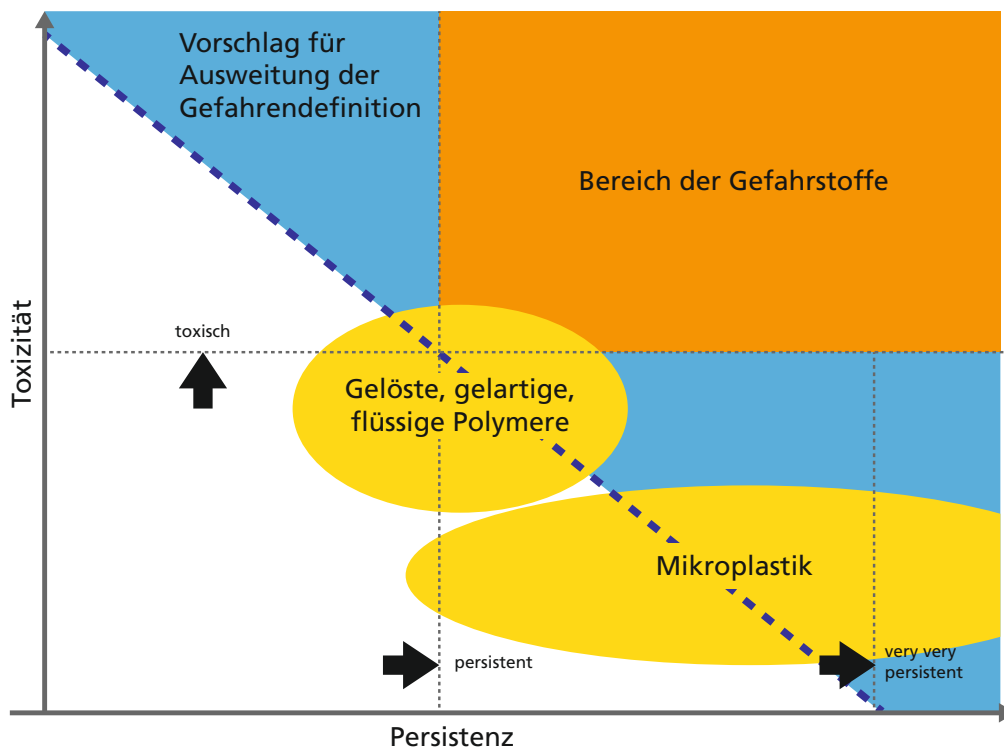 Vorschlag für
Ausweitung der
Gefahrendefinition
Bereich der Gefahrstoffe
Toxizität
toxisch
Gelöste, gelartige,
flüssige Polymere
Mikroplastik
persistent
very very
persistent
Persistenz